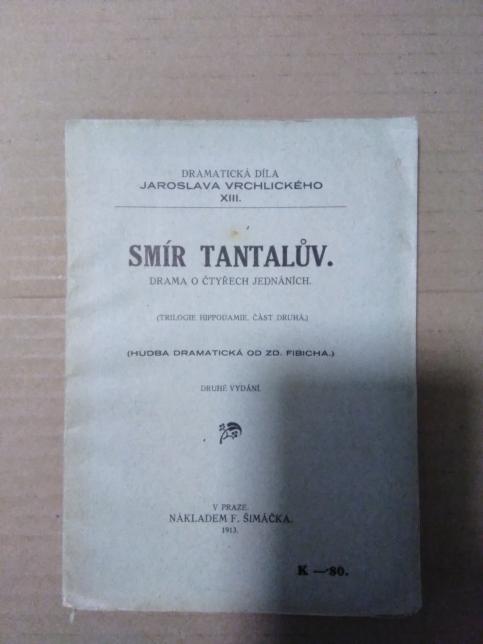 DRAMATICKÁ DÍLA
JAROSLAVA VRCHLICKÉHO
XIII.
SMÍR TANTALŮV.
DRAMA O ČTYŘECH JEDNÁNÍCH.
(TRILOGIE HIPPODAMIE, ČÁST DRUHÁ.)
(HUDBA DRAMATICKÁ OD ZD. FIBICHA.)
DRUHÉ VYDÁNÍ.
V PRAZE.
NÁKLADEM F. ŠIMÁČKA.
1913.
K —·80.